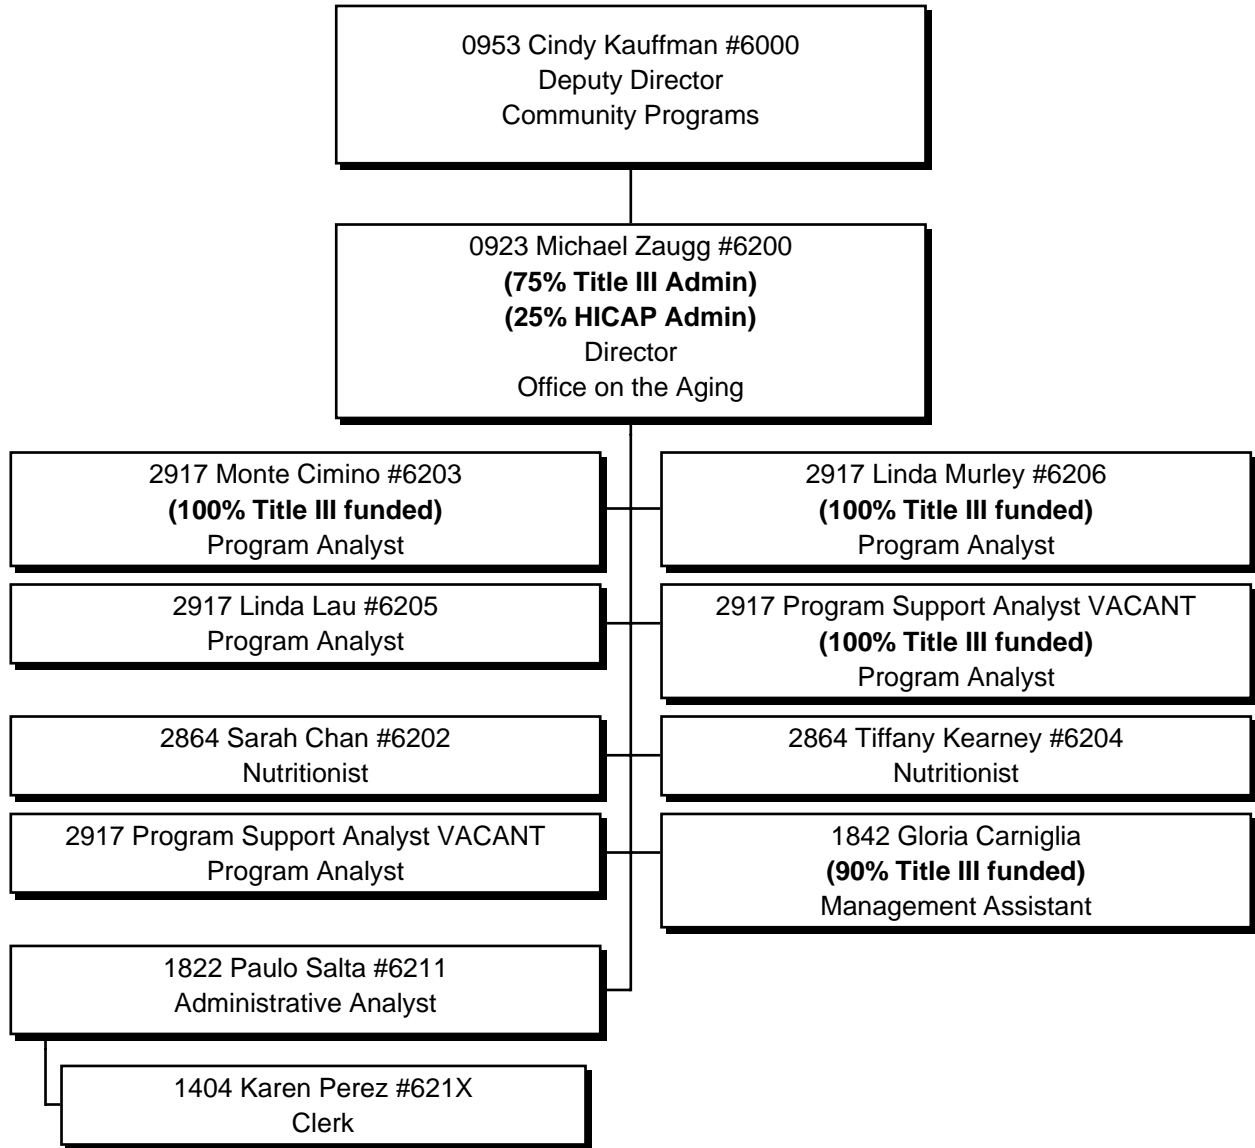 0953 Cindy Kauffman #6000
Deputy Director
Community Programs
0923 Michael Zaugg #6200
(75% Title III Admin)
(25% HICAP Admin)
Director
Office on the Aging
2917 Monte Cimino #6203
(100% Title III funded)
Program Analyst
2917 Linda Murley #6206
(100% Title III funded)
Program Analyst
2917 Linda Lau #6205
Program Analyst
2917 Program Support Analyst VACANT
(100% Title III funded)
Program Analyst
2864 Sarah Chan #6202
Nutritionist
2864 Tiffany Kearney #6204
Nutritionist
2917 Program Support Analyst VACANT
Program Analyst
1842 Gloria Carniglia
(90% Title III funded)
Management Assistant
1822 Paulo Salta #6211
Administrative Analyst
1404 Karen Perez #621X
Clerk